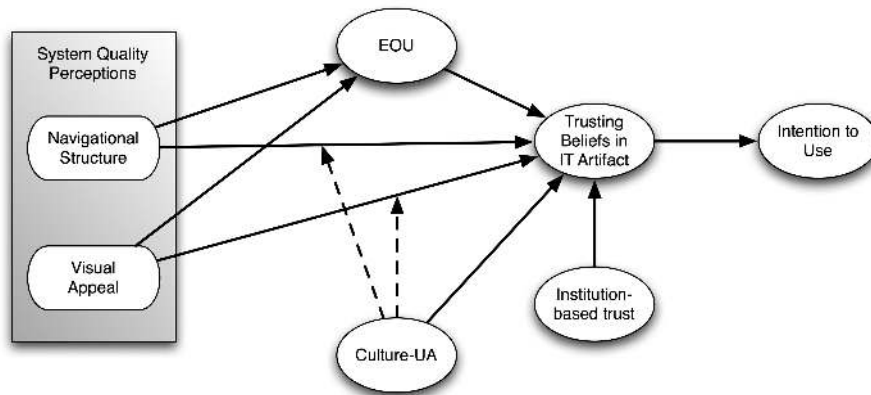 System Quality
Perceptions
EOU
Navigational
Structure
Trusting
Beliefs in
IT Artifact
Intention to
Use
Visual
Appeal
Institution-
based trust
Culture-UA